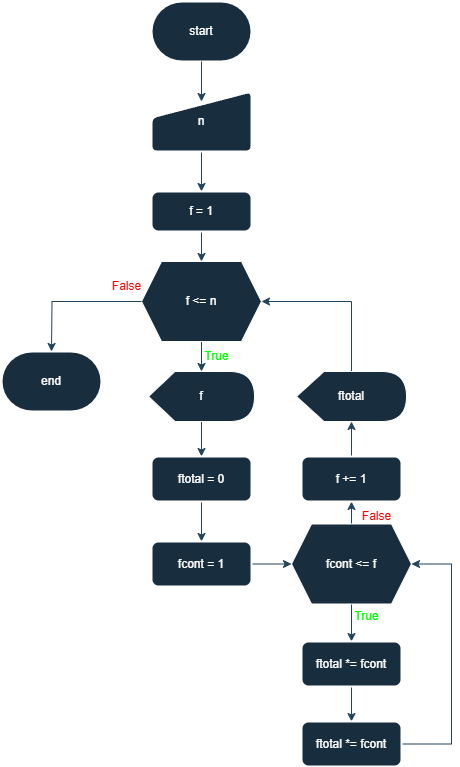 start
n
f = 1
f <= n
False
True
end
f
ftotal
ftotal = 0
f += 1
False
fcont = 1
fcont <= f
True
ftotal *= fcont
ftotal *= fcont